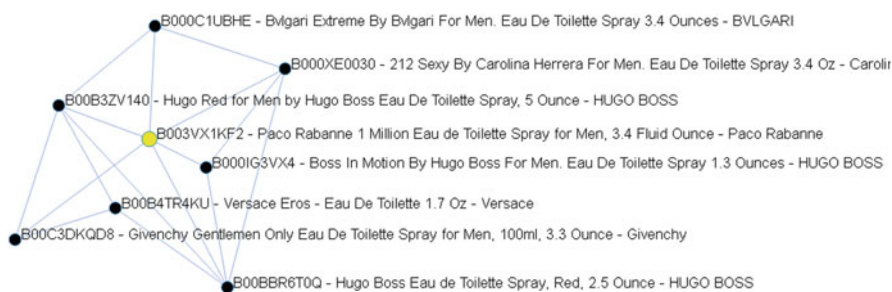 B000C1UBHE - Bvlgari Extreme By Bvlgari For Men. Eau De Toilette Spray 3.4 Ounces - BVLGARI
B000XE0030 - 212 Sexy By Carolina Herrera For Men. Eau De Toilette Spray 3.4 Oz - Carolin
B00B3ZV140 - Hugo Red for Men by Hugo Boss Eau De Toilette Spray, 5 Ounce - HUGO BOSS
B003VX1KF2 - Paco Rabanne 1 Million Eau de Toilette Spray for Men, 3.4 Fluid Ounce - Paco Rabanne
B000IG3VX4 - Boss In Motion By Hugo Boss For Men. Eau De Toilette Spray 1.3 Ounces - HUGO BOSS
B00B4TR4KU - Versace Eros - Eau De Toilette 1.7 Oz - Versace
B00C3DKQD8 - Givenchy Gentlemen Only Eau De Toilette Spray for Men, 100ml, 3.3 Ounce - Givenchy
B00BBR6T0Q - Hugo Boss Eau de Toilette Spray, Red, 2.5 Ounce - HUGO BOSS